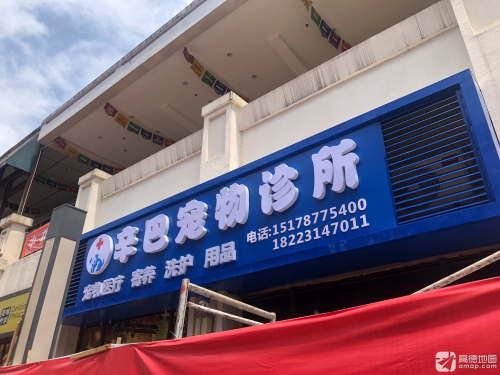 辛巴宠物诊所
宠物医疗 寄养 洗护 用品
电话:15178775400
18223147011
高德地图
amap.com